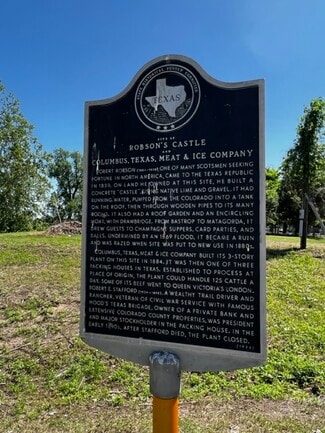 TEXAS
SITE OF
ROBSON'S CASTLE
AND
COLUMBUS, TEXAS, MEAT & ICE COMPANY
ROBERT ROBSON ONE OF MANY SCOTSMEN SEEKING
FORTUNE IN NORTH AMERICA, CAME TO THE TEXAS REPUBLIC
IN 1839. ON LAND HE OWNED AT THIS SITE, HE BUILT A
CONCRETE "CASTLE" USING NATIVE LIME AND GRAVEL. IT HAD
RUNNING WATER, PUMPED FROM THE COLORADO INTO A TANK
ON THE ROOF, THEN THROUGH WOODEN PIPES TO ITS MANY
ROOMS. IT ALSO HAD A ROOF GARDEN AND AN ENCIRCLING
MOAT, WITH DRAWBRIDGE. FROM BASTROP TO MATAGORDA, IT
DREW GUESTS TO CHAMPAGNE SUPPERS, CARD PARTIES, AND
BALLS. UNDERMINED BY AN 1869 FLOOD, IT BECAME A RUIN
AND WAS RAZED WHEN SITE WAS PUT TO NEW USE IN 1880s.
COLUMBUS, TEXAS, MEAT & ICE COMPANY BUILT ITS 3-STORY
PLANT ON THIS SITE IN 1884. IT WAS THEN ONE OF THREE
PACKING HOUSES IN TEXAS. ESTABLISHED TO PROCESS AT
PLACE OF ORIGIN, THE PLANT COULD HANDLE 125 CATTLE A
DAY. SOME OF ITS BEEF WENT TO QUEEN VICTORIA'S LONDON.
ROBERT E. STAFFORD A WEALTHY TRAIL DRIVER AND
RANCHER, VETERAN OF CIVIL WAR SERVICE WITH FAMOUS
HOOD'S TEXAS BRIGADE, OWNER OF A PRIVATE BANK AND
EXTENSIVE COLORADO COUNTY PROPERTIES, WAS PRESIDENT
AND MAJOR STOCKHOLDER IN THE PACKING HOUSE. IN THE
EARLY 1890s, AFTER STAFFORD DIED, THE PLANT CLOSED.